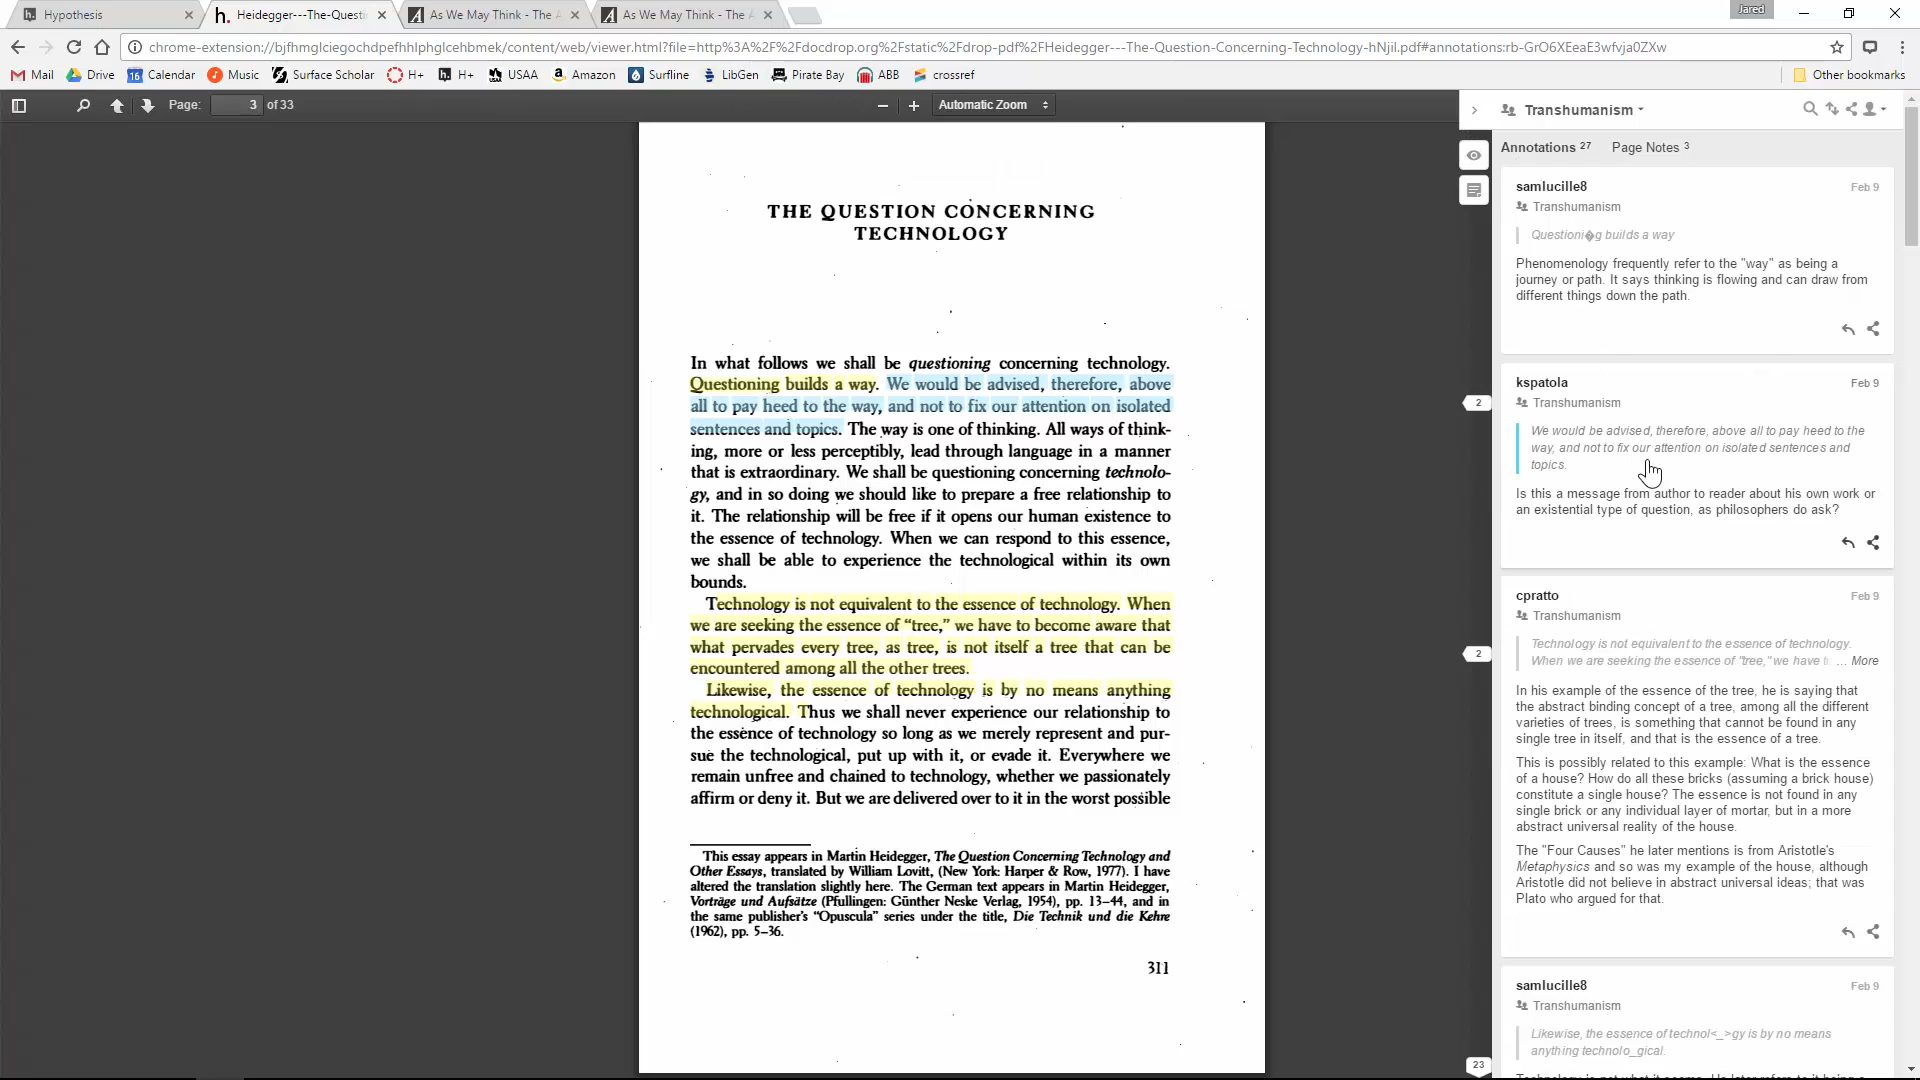 Hypothesis
Heidegger---The-Questi
As We May Think - The A
As We May Think - The A
Jared
chrome-extension://bjfhmglciegochdpefhhlphglcehbmek/content/web/viewer.html?file=http%3A%2F%2Fdocdrop.org%2Fstatic%2Fdrop-pdf%2FHeidegger---The-Question-Concerning-Technology-hNjil.pdf#annotations:rb-GrO6XEeaE3wfvja0ZXw
Mail Drive Calendar Music Surface Scholar H+ H+ USAA Amazon Surfline LibGen Pirate Bay ABB crossref Other bookmarks
Page: 3 of 33
Automatic Zoom
THE QUESTION CONCERNING
TECHNOLOGY
In what follows we shall be questioning concerning technology.
Questioning builds a way. We would be advised, therefore, above
all to pay heed to the way, and not to fix our attention on isolated
sentences and topics. The way is one of thinking. All ways of think-
ing, more or less perceptibly, lead through language in a manner
that is extraordinary. We shall be questioning concerning technolo-
gy, and in so doing we should like to prepare a free relationship to
it. The relationship will be free if it opens our human existence to
the essence of technology. When we can respond to this essence,
we shall be able to experience the technological within its own
bounds.
Technology is not equivalent to the essence of technology. When
we are seeking the essence of “tree,” we have to become aware that
what pervades every tree, as tree, is not itself a tree that can be
encountered among all the other trees.
Likewise, the essence of technology is by no means anything
technological. Thus we shall never experience our relationship to
the essence of technology so long as we merely represent and pur-
sue the technological, put up with it, or evade it. Everywhere we
remain unfree and chained to technology, whether we passionately
affirm or deny it. But we are delivered over to it in the worst possible
This essay appears in Martin Heidegger, The Question Concerning Technology and
Other Essays, translated by William Lovitt, (New York: Harper & Row, 1977). I have
altered the translation slightly here. The German text appears in Martin Heidegger,
Vorträge und Aufsätze (Pfullingen: Günther Neske Verlag, 1954), pp. 13–44, and in
the same publisher's “Opuscula” series under the title, Die Technik und die Kehre
(1962), pp. 5–36.
311
2
2
23
Transhumanism
Annotations 27 Page Notes 3
samlucille8 Feb 9
Transhumanism
Questioni�g builds a way
Phenomenology frequently refer to the "way" as being a
journey or path. It says thinking is flowing and can draw from
different things down the path.
kspatola Feb 9
Transhumanism
We would be advised, therefore, above all to pay heed to the
way, and not to fix our attention on isolated sentences and
topics.
Is this a message from author to reader about his own work or
an existential type of question, as philosophers do ask?
cpratto Feb 9
Transhumanism
Technology is not equivalent to the essence of technology.
When we are seeking the essence of "tree," we have t ... More
In his example of the essence of the tree, he is saying that
the abstract binding concept of a tree, among all the different
varieties of trees, is something that cannot be found in any
single tree in itself, and that is the essence of a tree.
This is possibly related to this example: What is the essence
of a house? How do all these bricks (assuming a brick house)
constitute a single house? The essence is not found in any
single brick or any individual layer of mortar, but in a more
abstract universal reality of the house.
The "Four Causes" he later mentions is from Aristotle's
Metaphysics and so was my example of the house, although
Aristotle did not believe in abstract universal ideas; that was
Plato who argued for that.
samlucille8 Feb 9
Transhumanism
Likewise, the essence of technol<_>gy is by no means
anything technolo_gical.